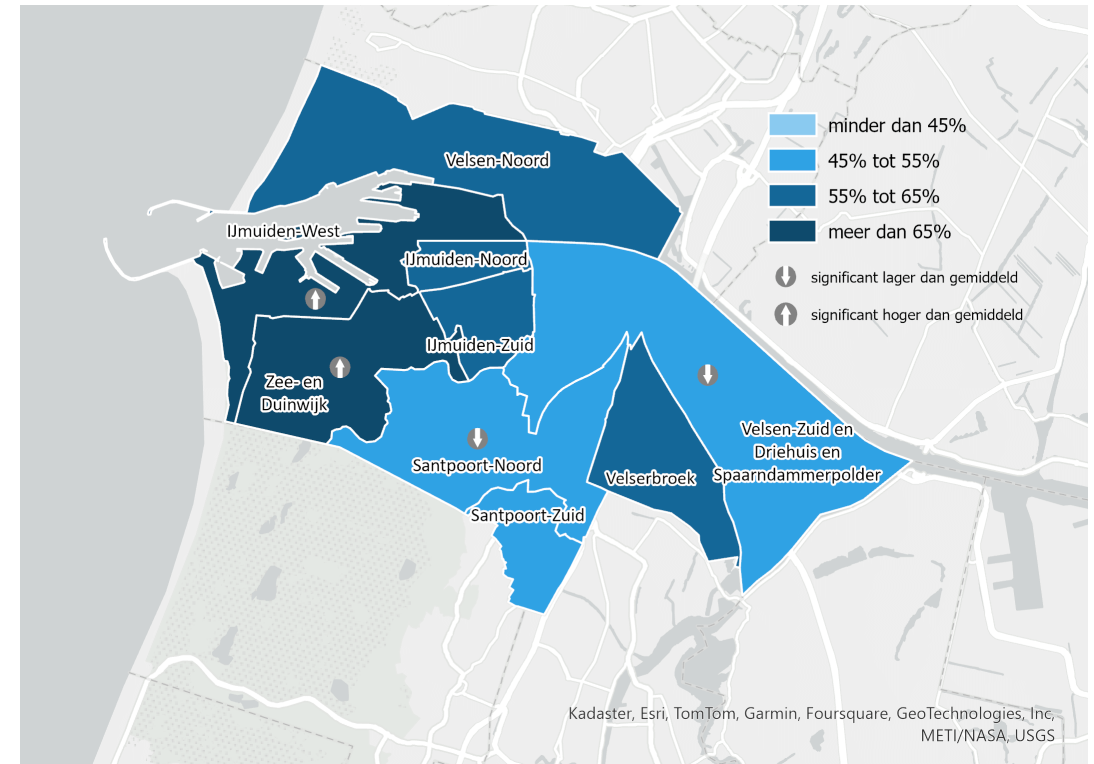 minder dan 45%
45% tot 55%
Velsen-Noord
55% tot 65%
IJmuiden-West
meer dan 65%
IJmuiden-Noord
significant lager dan gemiddeld
significant hoger dan gemiddeld
IJmuiden-Zuid
Zee- en
Duinwijk
Velsen-Zuid en
Driehuis en
Spaarndammerpolder
Santpoort-Noord
Velserbroek
Santpoort-Zuid
Kadaster, Esri, TomTom, Garmin, Foursquare, GeoTechnologies, Inc,
METI/NASA, USGS